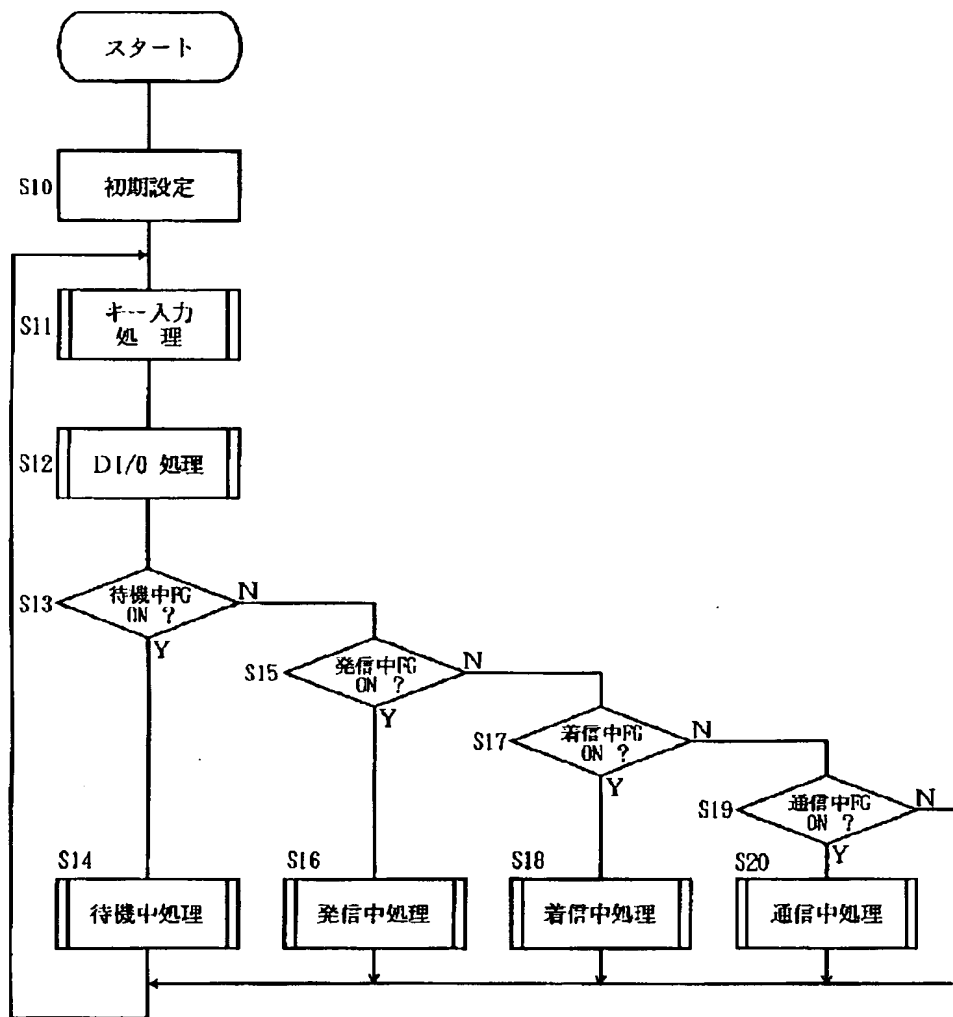 スタート
S10
初期設定
S11
キー入力
処 理
S12
DI/O 処理
S13
待機中FG
ON ?
N
Y
S15
発信中FG
ON ?
N
Y
S17
着信中FG
ON ?
N
Y
S19
通信中FG
ON ?
N
Y
S14
待機中処理
S16
発信中処理
S18
着信中処理
S20
通信中処理